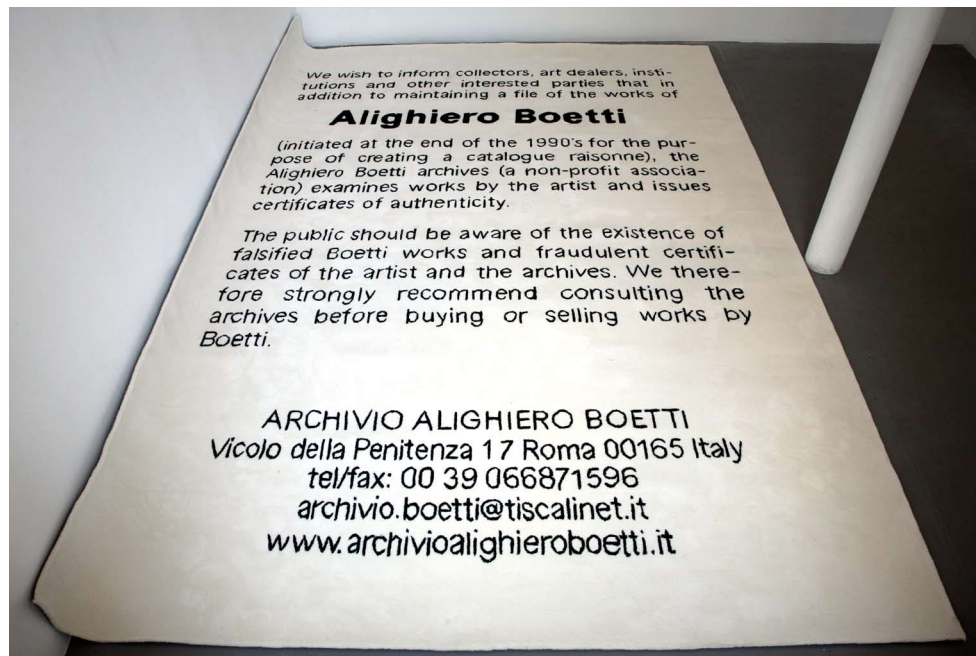 We wish to inform collectors, art dealers, insti-
tutions and other interested parties that in
addition to maintaining a file of the works of
Alighiero Boetti
(initiated at the end of the 1990's for the pur-
pose of creating a catalogue raisonne), the
Alighiero Boetti archives (a non-profit associa-
tion) examines works by the artist and issues
certificates of authenticity.
The public should be aware of the existence of
falsified Boetti works and fraudulent certifi-
cates of the artist and the archives. We there-
fore strongly recommend consulting the
archives before buying or selling works by
Boetti.
ARCHIVIO ALIGHIERO BOETTI
Vicolo della Penitenza 17 Roma 00165 Italy
tel/fax: 00 39 066871596
archivio.boetti@tiscalinet.it
www.archivioalighieroboetti.it